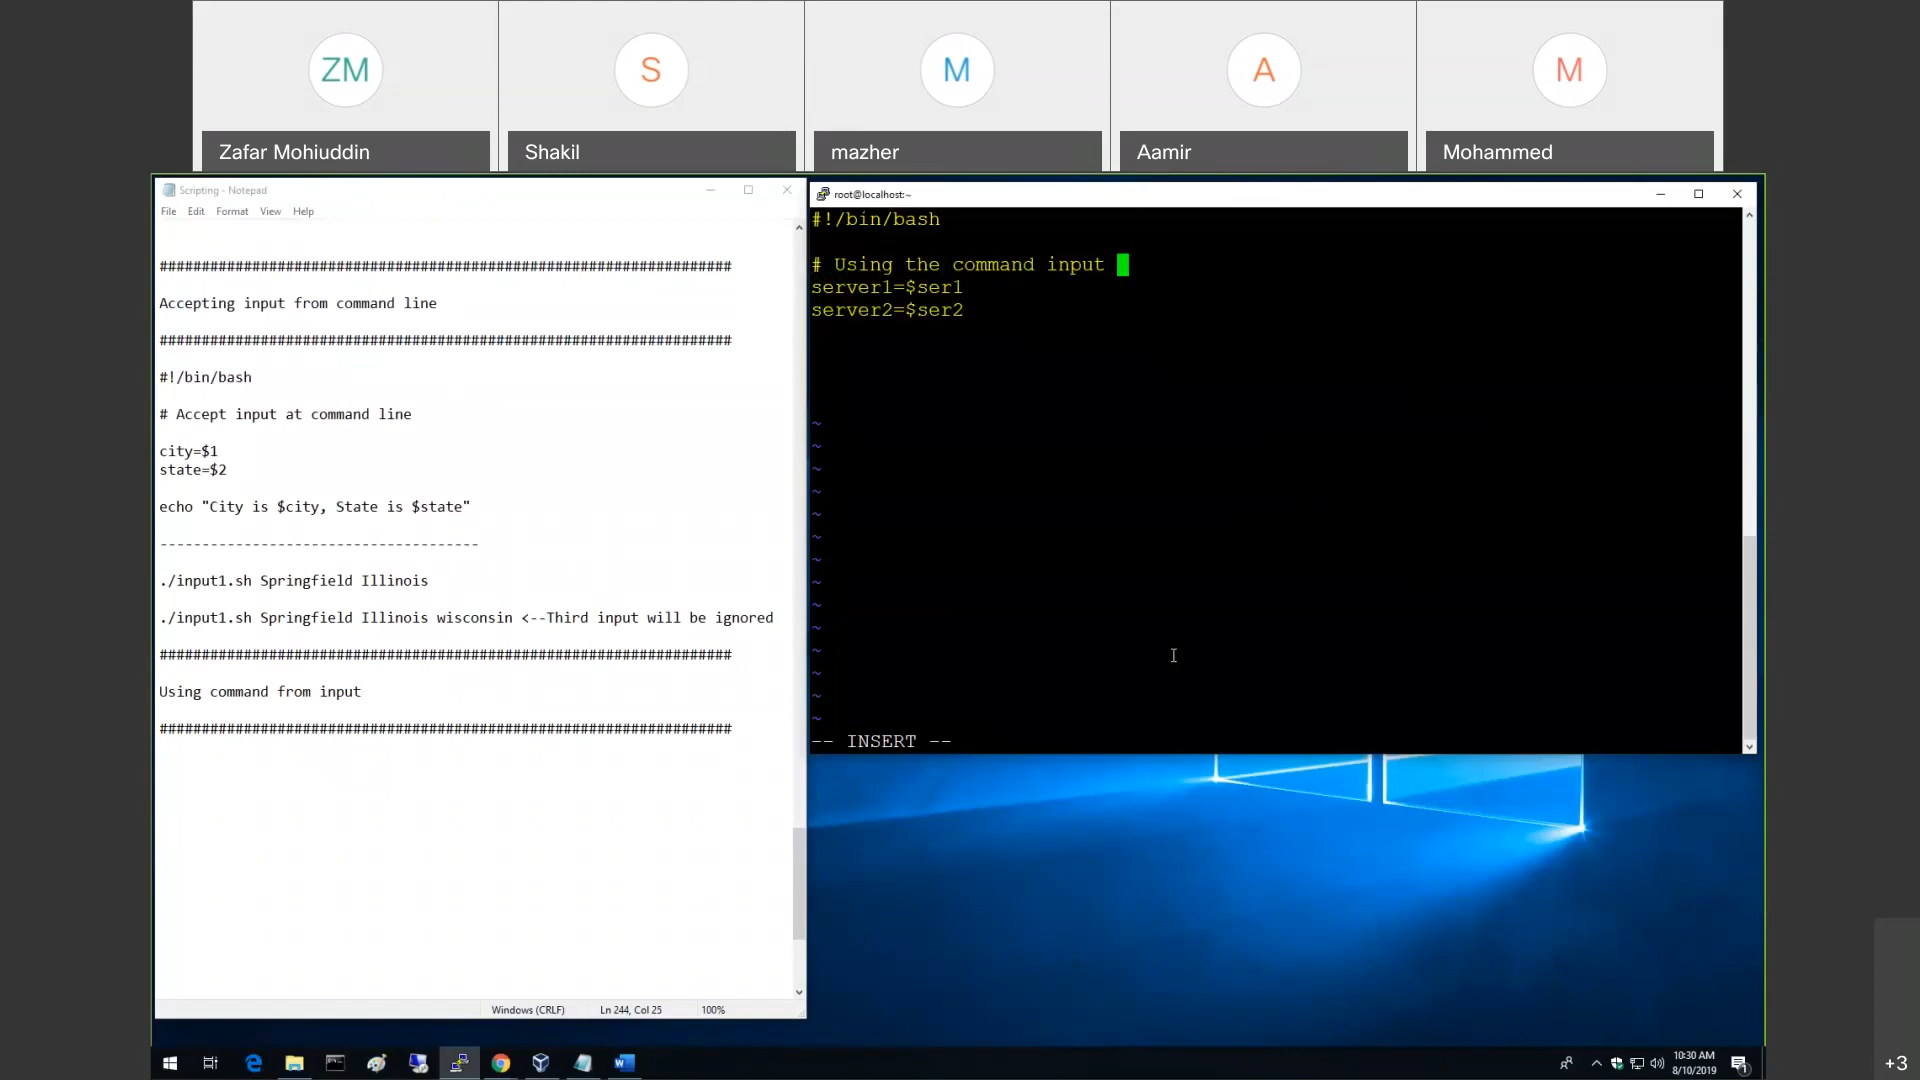 ZM
S
M
A
M
Zafar Mohiuddin
Shakil
mazher
Aamir
Mohammed
Scripting - Notepad
File Edit Format View Help
####################################################################
Accepting input from command line
####################################################################
#!/bin/bash
# Accept input at command line
city=$1
state=$2
echo "City is $city, State is $state"
--------------------------------------
./input1.sh Springfield Illinois
./input1.sh Springfield Illinois wisconsin <--Third input will be ignored
####################################################################
Using command from input
####################################################################
Windows (CRLF) Ln 244, Col 25 100%
root@localhost:~
#!/bin/bash
# Using the command input
server1=$ser1
server2=$ser2
~
~
~
~
~
~
~
~
~
~
~
~
~
~
-- INSERT --
10:30 AM
8/10/2019
1
+3